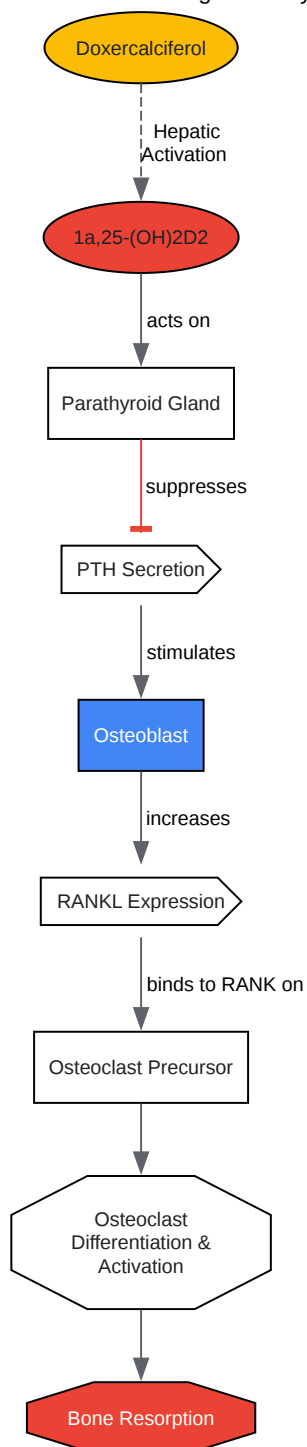 Doxercalciferol
Hepatic
Activation
1a,25-(OH)2D2
acts on
Parathyroid Gland
suppresses
PTH Secretion
stimulates
Osteoblast
increases
RANKL Expression
binds to RANK on
Osteoclast Precursor
Osteoclast
Differentiation &
Activation
Bone Resorption